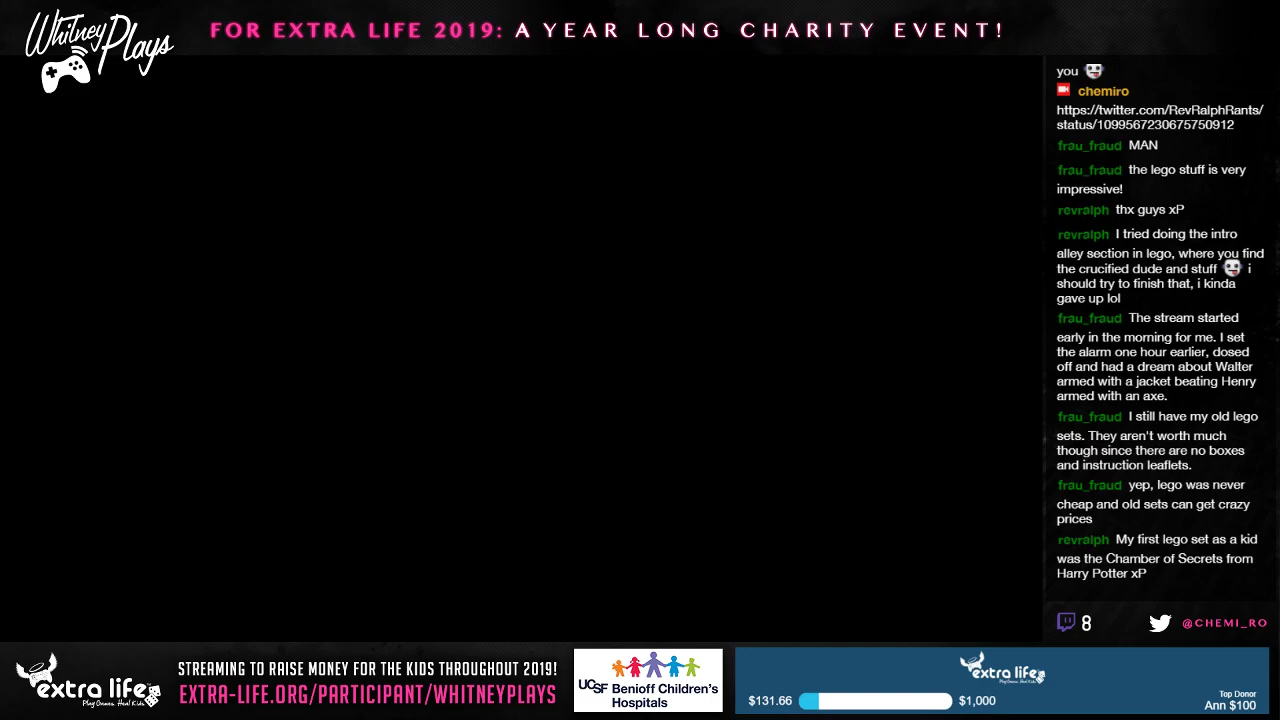 Whitney Plays
FOR EXTRA LIFE 2019: A YEAR LONG CHARITY EVENT!
you
chemiro
https://twitter.com/RevRalphRants/
status/1099567230675750912
frau_fraud MAN
frau_fraud the lego stuff is very
impressive!
revralph thx guys xP
revralph I tried doing the intro
alley section in lego, where you find
the crucified dude and stuff i
should try to finish that, i kinda
gave up lol
frau_fraud The stream started
early in the morning for me. I set
the alarm one hour earlier, dosed
off and had a dream about Walter
armed with a jacket beating Henry
armed with an axe.
frau_fraud I still have my old lego
sets. They aren't worth much
though since there are no boxes
and instruction leaflets.
frau_fraud yep, lego was never
cheap and old sets can get crazy
prices
revralph My first lego set as a kid
was the Chamber of Secrets from
Harry Potter xP
8 @CHEMI_RO
extra life
Play Games. Heal Kids.
STREAMING TO RAISE MONEY FOR THE KIDS THROUGHOUT 2019!
EXTRA-LIFE.ORG/PARTICIPANT/WHITNEYPLAYS
UCSF Benioff Children's
Hospitals
extra life
Play Games. Heal Kids.
$131.66 $1,000
Top Donor
Ann $100